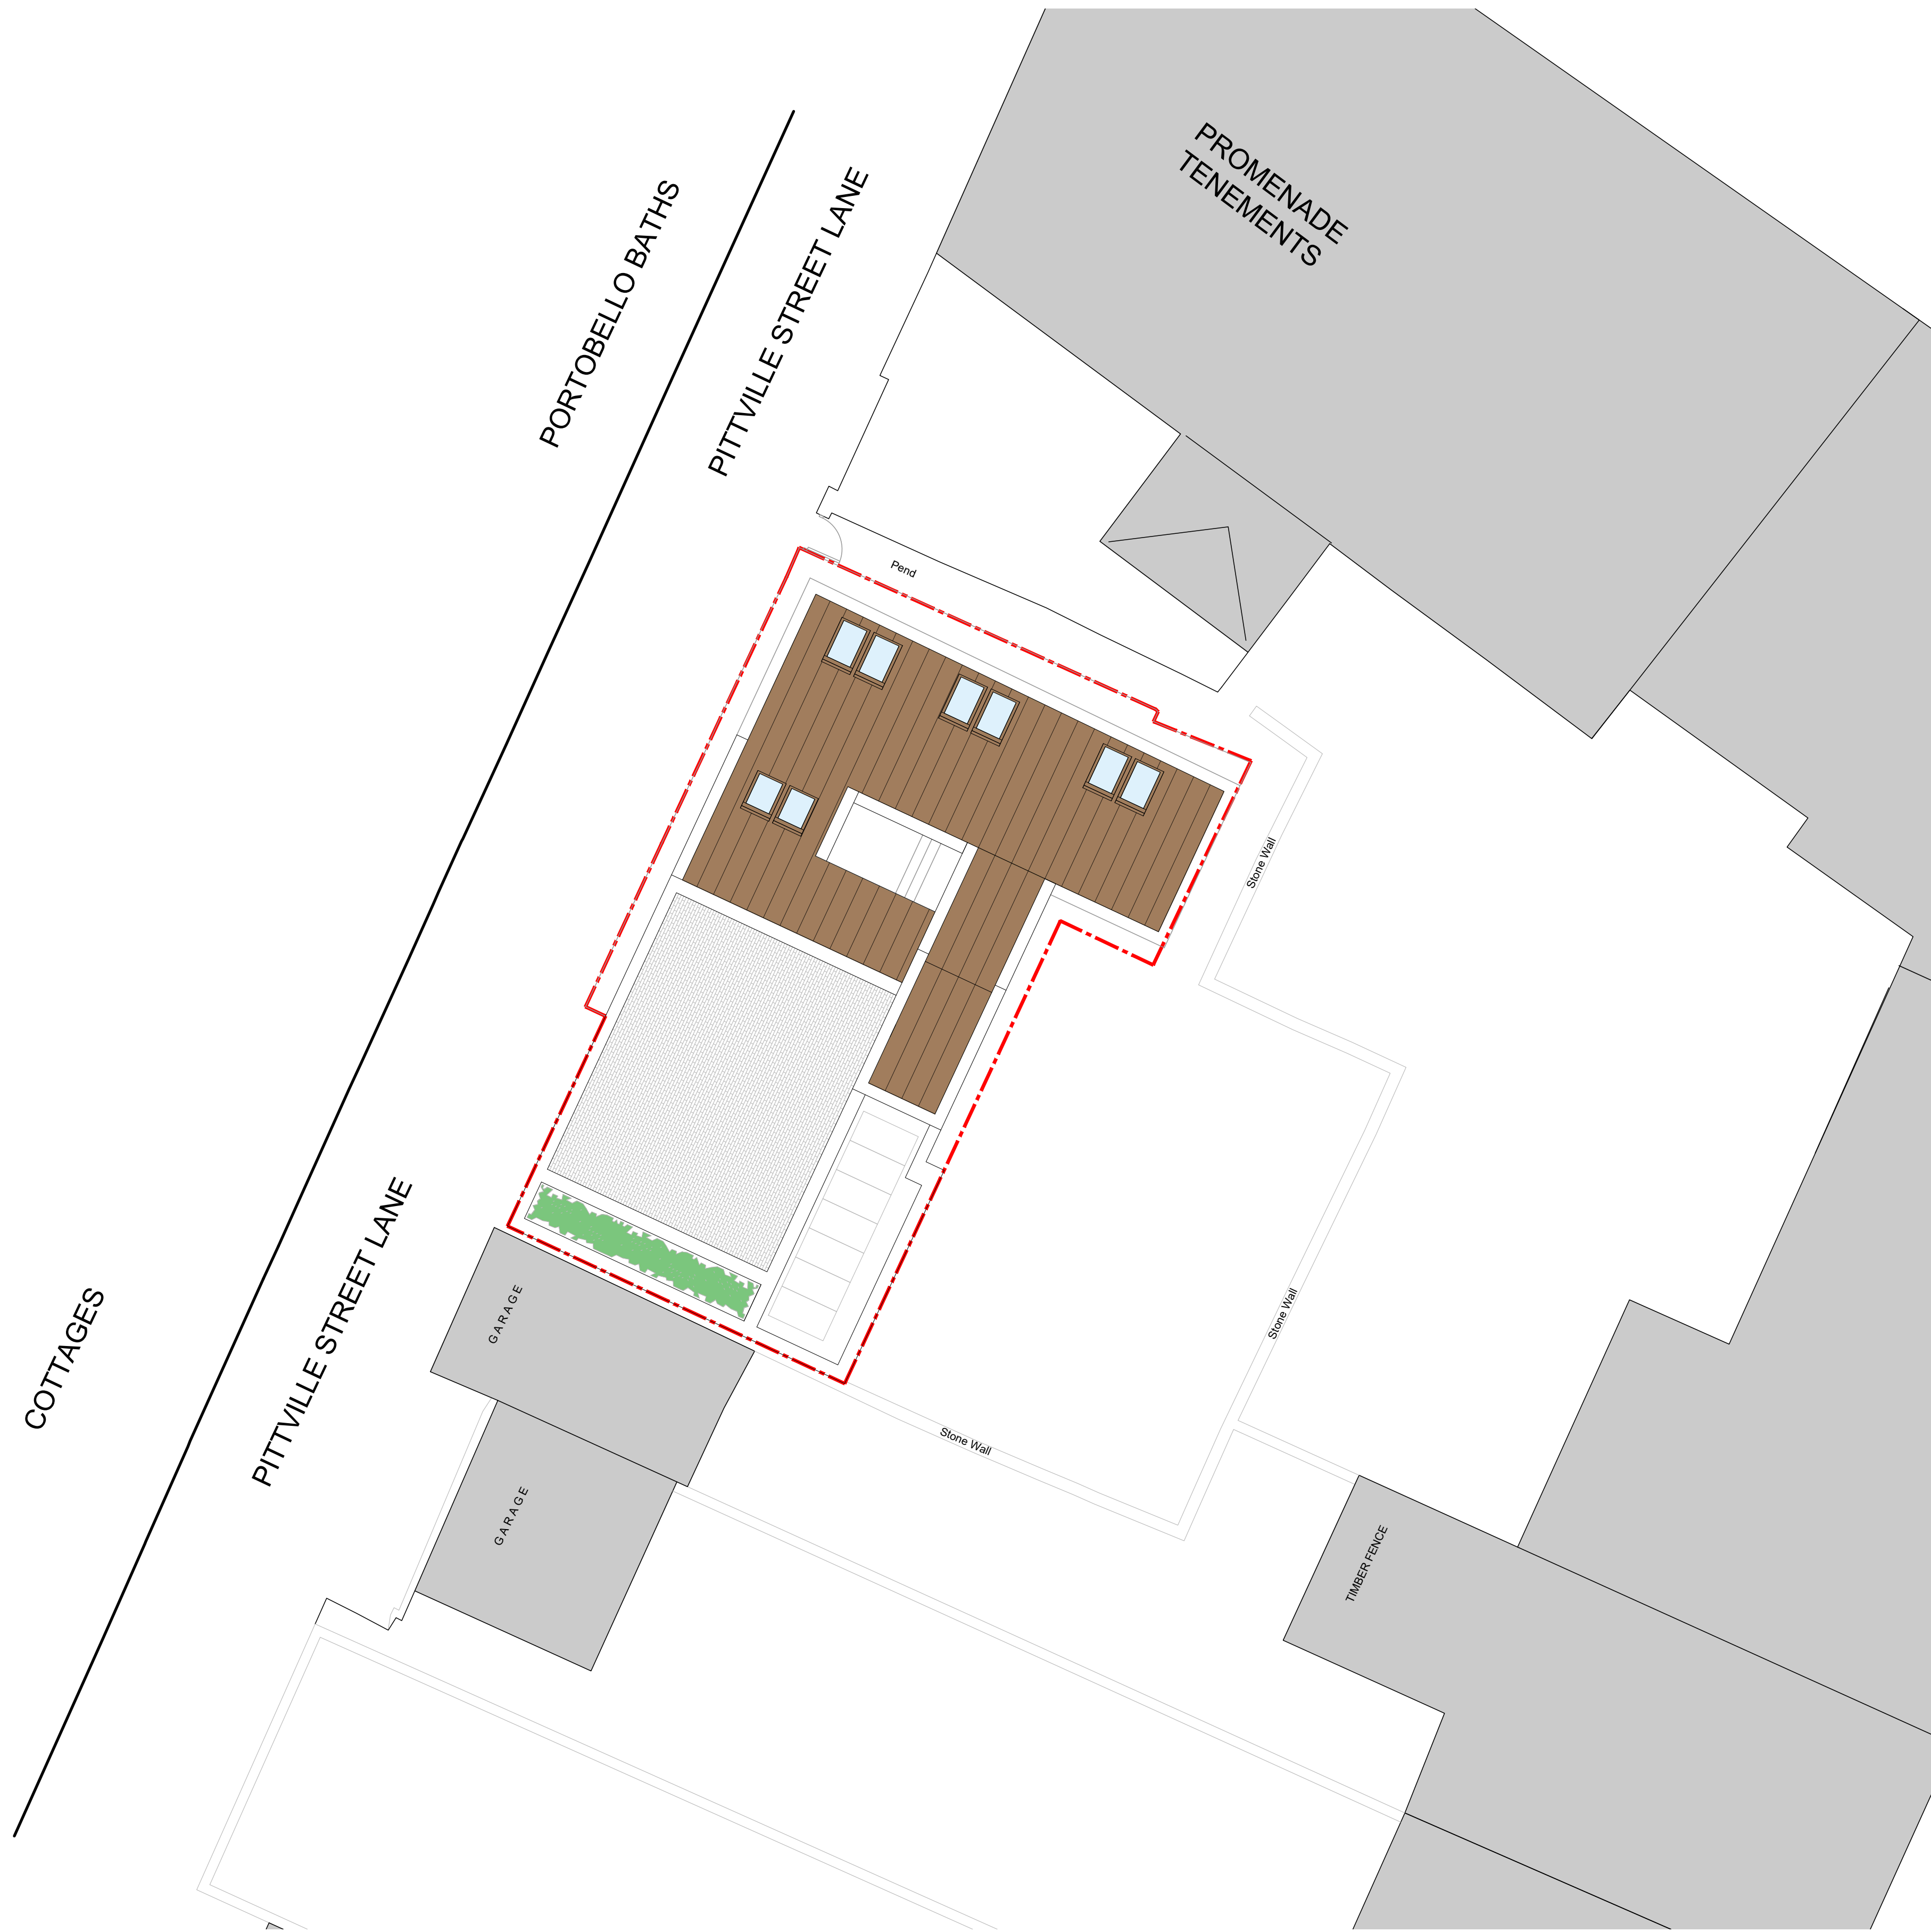 PROMENADE
TENEMENTS
PORTOBELLO BATHS
PITTVILLE STREET LANE
Pend
Stone Wall
PITTVILLE STREET LANE
COTTAGES
GARAGE
Stone Wall
Stone Wall
GARAGE
TIMBER FENCE